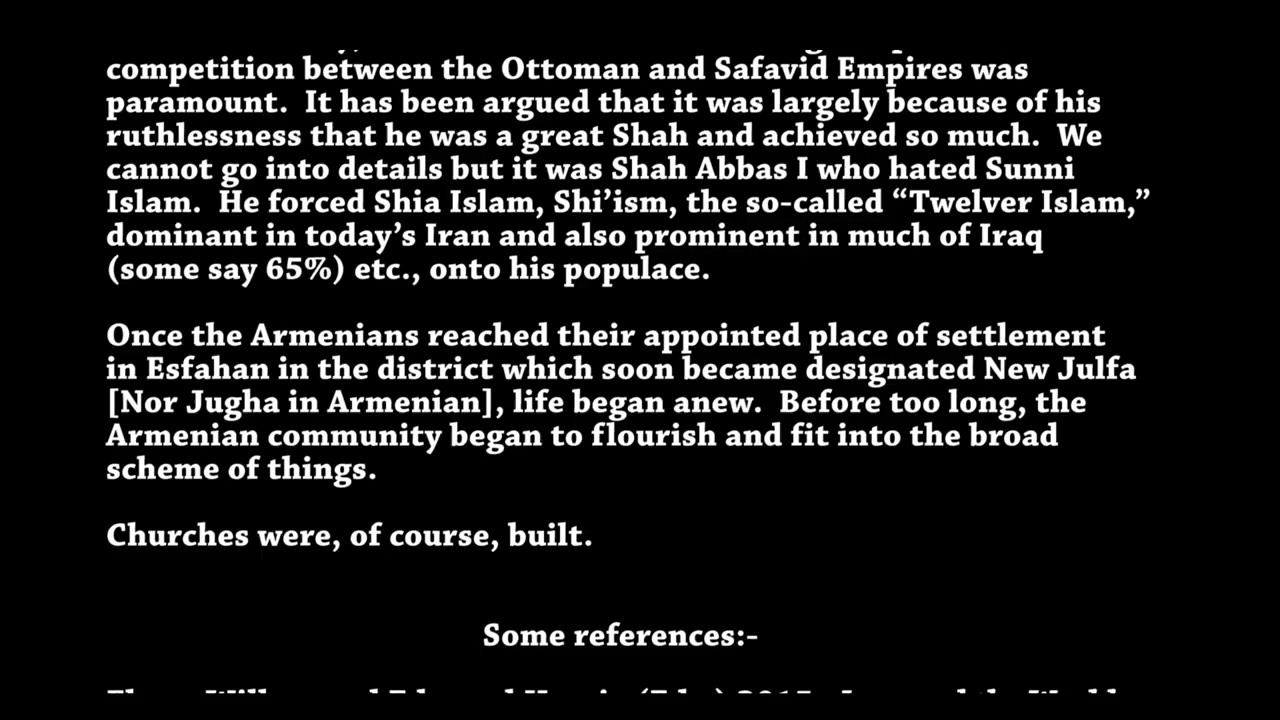 competition between the Ottoman and Safavid Empires was
paramount.  It has been argued that it was largely because of his
ruthlessness that he was a great Shah and achieved so much.  We
cannot go into details but it was Shah Abbas I who hated Sunni
Islam.  He forced Shia Islam, Shi’ism, the so-called “Twelver Islam,”
dominant in today’s Iran and also prominent in much of Iraq
(some say 65%) etc., onto his populace.
Once the Armenians reached their appointed place of settlement
in Esfahan in the district which soon became designated New Julfa
[Nor Jugha in Armenian], life began anew.  Before too long, the
Armenian community began to flourish and fit into the broad
scheme of things.
Churches were, of course, built.
Some references:-